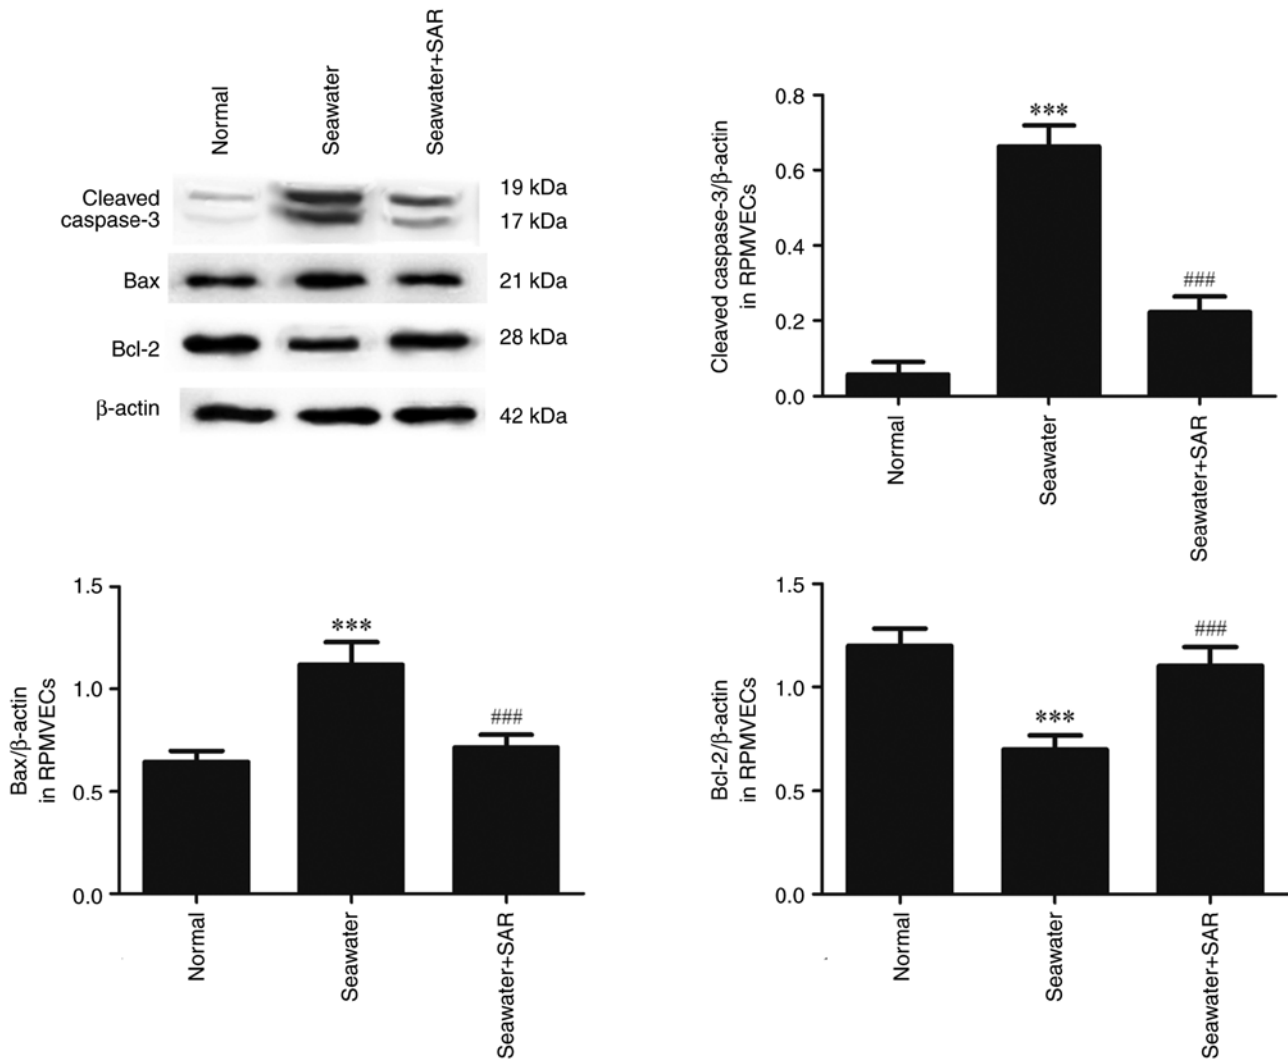 Normal
Seawater
Seawater+SAR
Cleaved
caspase-3
19 kDa
17 kDa
Bax
21 kDa
Bcl-2
28 kDa
β-actin
42 kDa
Cleaved caspase-3/β-actin
in RPMVECs
0.8
0.6
0.4
0.2
0.0
***
###
Normal
Seawater
Seawater+SAR
Bax/β-actin
in RPMVECs
1.5
1.0
0.5
0.0
***
###
Normal
Seawater
Seawater+SAR
Bcl-2/β-actin
in RPMVECs
1.5
1.0
0.5
0.0
***
###
Normal
Seawater
Seawater+SAR